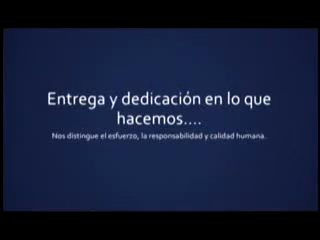 Entrega y dedicación en lo que
hacemos....
Nos distingue el esfuerzo, la responsabilidad y calidad humana.